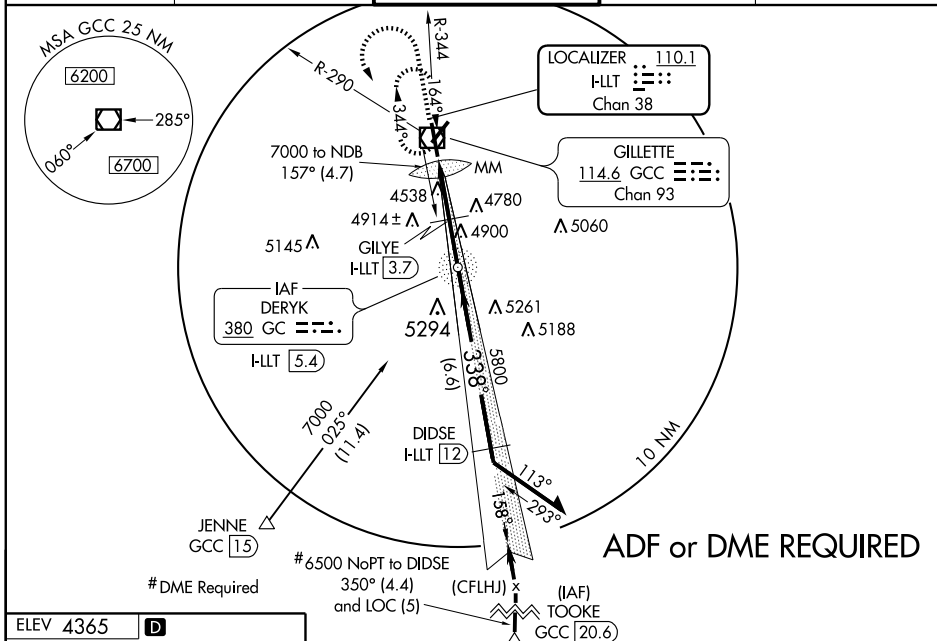 MSA GCC 25 NM
6200
285°
060°
6700
R-290
R-344
164°
344°
LOCALIZER 110.1
I-LLT
Chan 38
GILLETTE
114.6 GCC
Chan 93
7000 to NDB
157° (4.7)
MM
4538
4780
4914±
4900
5060
5145
GILYE
I-LLT 3.7
IAF
DERYK
380 GC
I-LLT 5.4
5294
5261
5188
5800
338°
(6.6)
7000
025°
(11.4)
DIDSE
I-LLT 12
10 NM
113°
293°
158°
JENNE
GCC 15
ADF or DME REQUIRED
#DME Required
#6500 NoPT to DIDSE
350° (4.4)
and LOC (5)
(CFLHJ) x
(IAF)
TOOKE
GCC 20.6
ELEV 4365 D